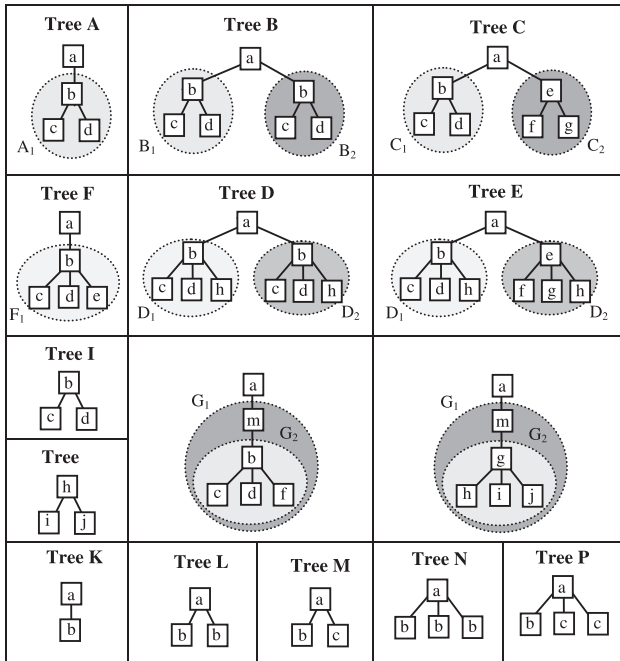 Tree A
a
b
c d
A1
Tree B
a
b b
c d c d
B1 B2
Tree C
a
b e
c d f g
C1 C2
Tree F
a
b
c d e
F1
Tree D
a
b b
c d h c d h
D1 D2
Tree E
a
b e
c d h f g h
D1 D2
Tree I
b
c d
Tree
h
i j
a
G1
m
G2
b
c d f
a
G1
m
G2
g
h i j
Tree K
a
b
Tree L
a
b b
Tree M
a
b c
Tree N
a
b b b
Tree P
a
b c c